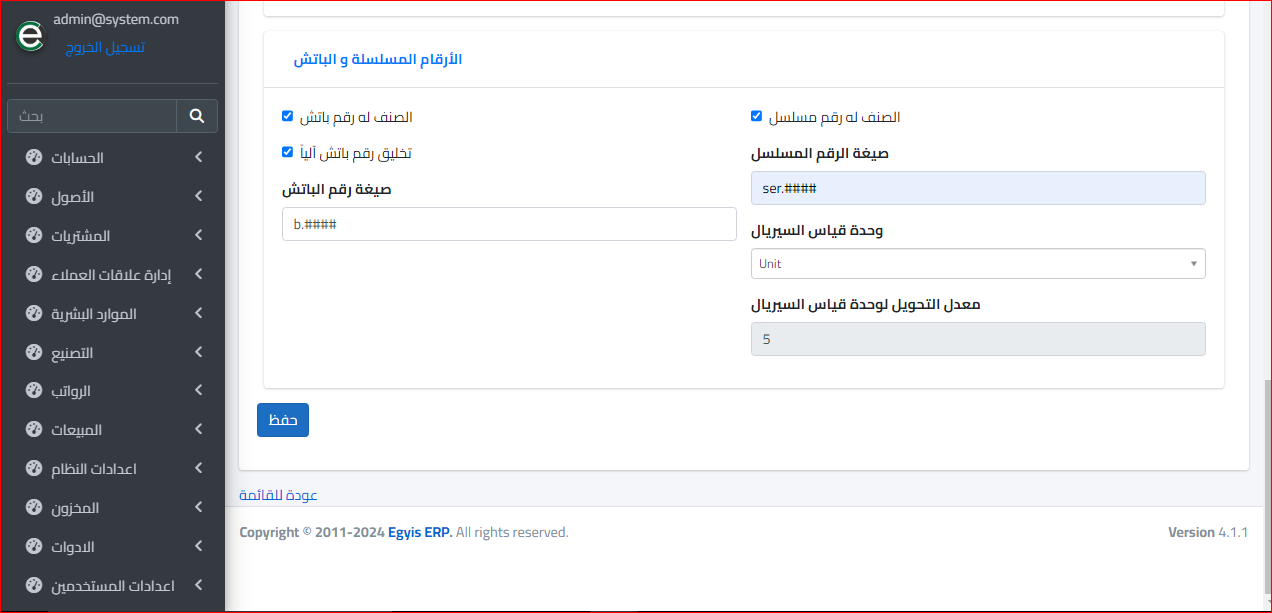 admin@system.com
تسجيل الخروج
بحث
الحسابات
الأصول
المشتريات
إدارة علاقات العملاء
الموارد البشرية
التصنيع
الرواتب
المبيعات
اعدادات النظام
المخزون
الادوات
اعدادات المستخدمين
الأرقام المسلسلة و الباتش
الصنف له رقم مسلسل
صيغة الرقم المسلسل
ser.####
وحدة قياس السيريال
Unit
معدل التحويل لوحدة قياس السيريال
5
الصنف له رقم باتش
تخليق رقم باتش آلياً
صيغة رقم الباتش
b.####
حفظ
عودة للقائمة
Copyright © 2011-2024 Egyis ERP. All rights reserved.
Version 4.1.1